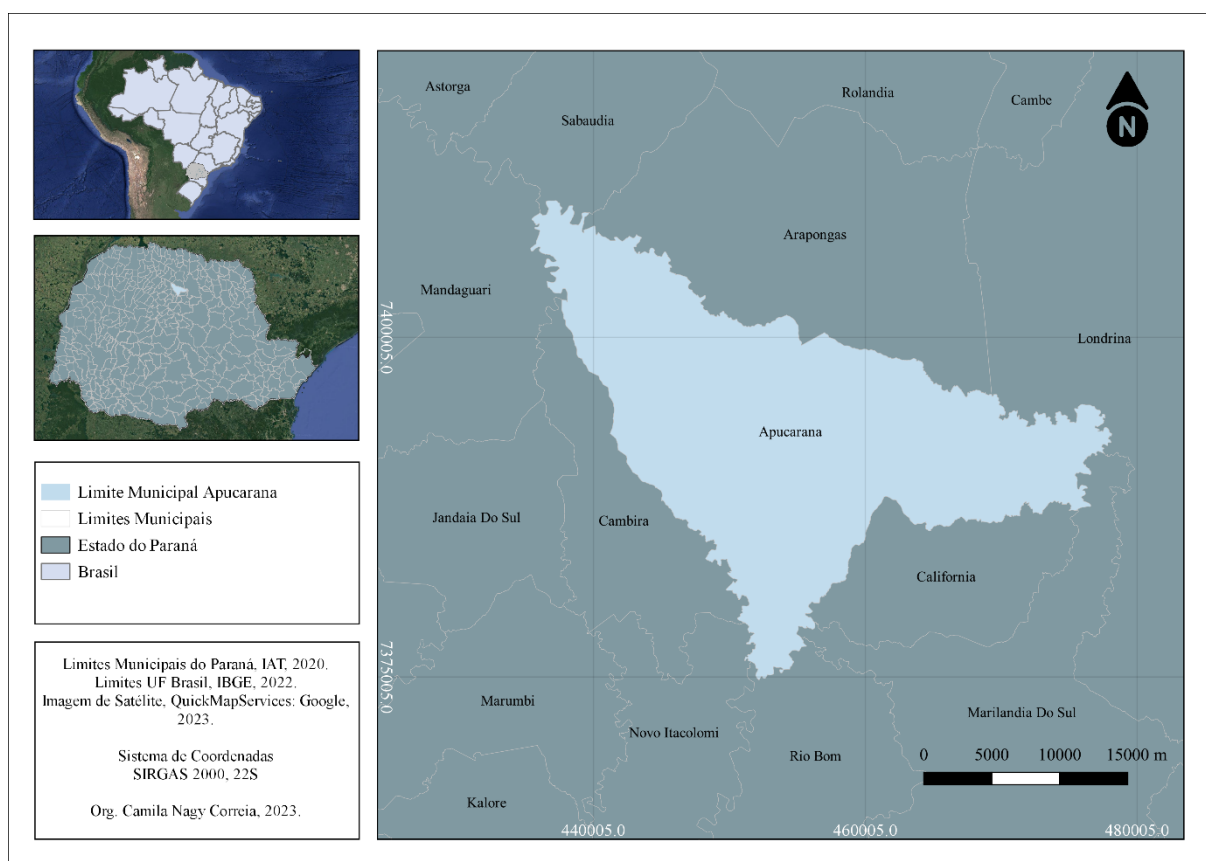 Astorga
Sabaudia
Rolandia
Cambe
N
Arapongas
Mandaguari
7400005.0
Londrina
Apucarana
Jandaia Do Sul
Cambira
California
7375005.0
Marumbi
Novo Itacolomi
Rio Bom
Marilandia Do Sul
0 5000 10000 15000 m
Kalore
440005.0 460005.0 480005.0
Limite Municipal Apucarana
Limites Municipais
Estado do Paraná
Brasil
Limites Municipais do Paraná, IAT, 2020.
Limites UF Brasil, IBGE, 2022.
Imagem de Satélite, QuickMapServices: Google,
2023.
Sistema de Coordenadas
SIRGAS 2000, 22S
Org. Camila Nagy Correia, 2023.